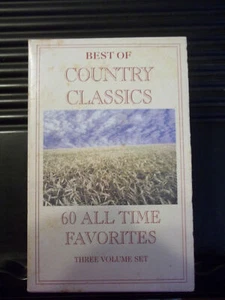 BEST OF
COUNTRY
CLASSICS
60 ALL TIME
FAVORITES
THREE VOLUME SET